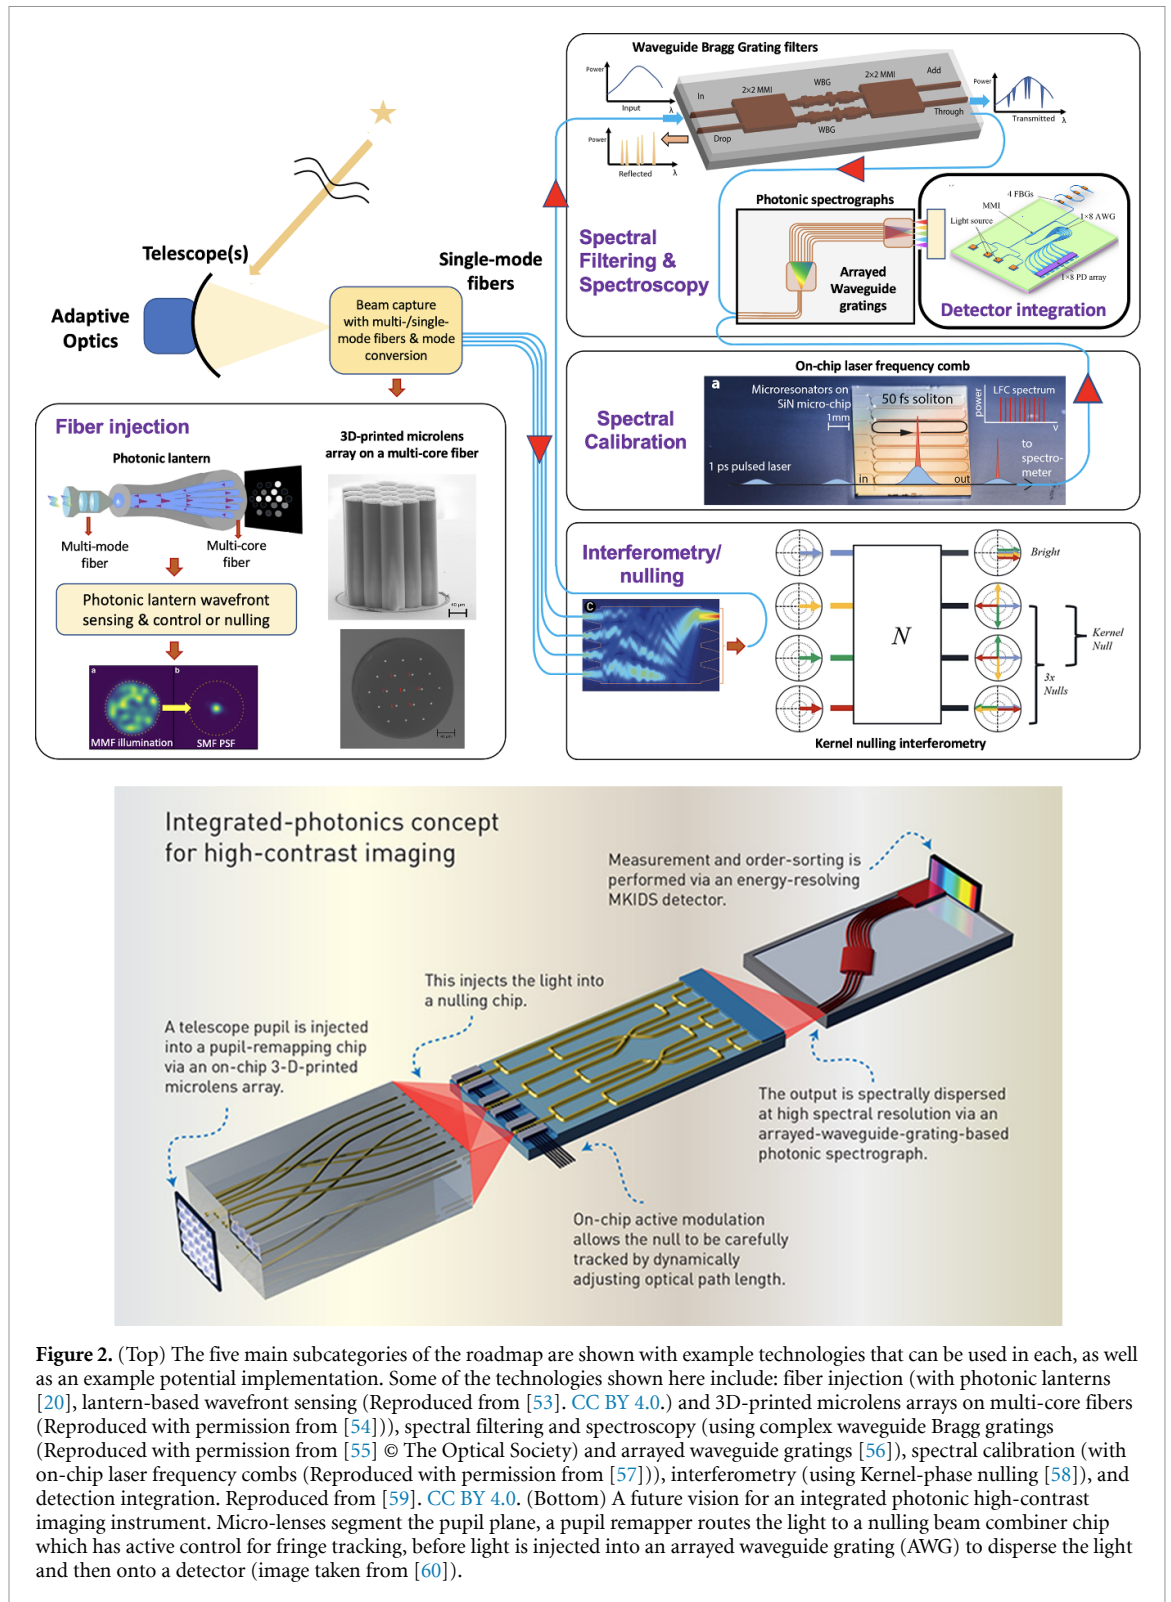 Waveguide Bragg Grating filters
Power
Input
λ
In
2×2 MMI
WBG
2×2 MMI
Add
Drop
WBG
Through
Power
Transmitted
λ
Power
Reflected
λ
Spectral
Filtering &
Spectroscopy
Photonic spectrographs
Arrayed
Waveguide
gratings
4 FBGs
MMI
Light source
1×8 AWG
1×8 PD array
Detector integration
Telescope(s)
Adaptive
Optics
Single-mode
fibers
Beam capture
with multi-/single-
mode fibers & mode
conversion
Spectral
Calibration
On-chip laser frequency comb
a
Microresonators on
SiN micro-chip
1mm
50 fs soliton
power
LFC spectrum
ν
1 ps pulsed laser
in
out
to
spectro-
meter
Fiber injection
Photonic lantern
Multi-mode
fiber
Multi-core
fiber
Photonic lantern wavefront
sensing & control or nulling
a
b
MMF illumination
SMF PSF
3D-printed microlens
array on a multi-core fiber
40 μm
40 μm
Interferometry/
nulling
C
N
Bright
Kernel
Null
3x
Nulls
Kernel nulling interferometry
Integrated-photonics concept
for high-contrast imaging
Measurement and order-sorting is
performed via an energy-resolving
MKIDS detector.
This injects the light into
a nulling chip.
A telescope pupil is injected
into a pupil-remapping chip
via an on-chip 3-D-printed
microlens array.
The output is spectrally dispersed
at high spectral resolution via an
arrayed-waveguide-grating-based
photonic spectrograph.
On-chip active modulation
allows the null to be carefully
tracked by dynamically
adjusting optical path length.
Figure 2. (Top) The five main subcategories of the roadmap are shown with example technologies that can be used in each, as well
as an example potential implementation. Some of the technologies shown here include: fiber injection (with photonic lanterns
[20], lantern-based wavefront sensing (Reproduced from [53]. CC BY 4.0.) and 3D-printed microlens arrays on multi-core fibers
(Reproduced with permission from [54])), spectral filtering and spectroscopy (using complex waveguide Bragg gratings
(Reproduced with permission from [55] © The Optical Society) and arrayed waveguide gratings [56]), spectral calibration (with
on-chip laser frequency combs (Reproduced with permission from [57])), interferometry (using Kernel-phase nulling [58]), and
detection integration. Reproduced from [59]. CC BY 4.0. (Bottom) A future vision for an integrated photonic high-contrast
imaging instrument. Micro-lenses segment the pupil plane, a pupil remapper routes the light to a nulling beam combiner chip
which has active control for fringe tracking, before light is injected into an arrayed waveguide grating (AWG) to disperse the light
and then onto a detector (image taken from [60]).